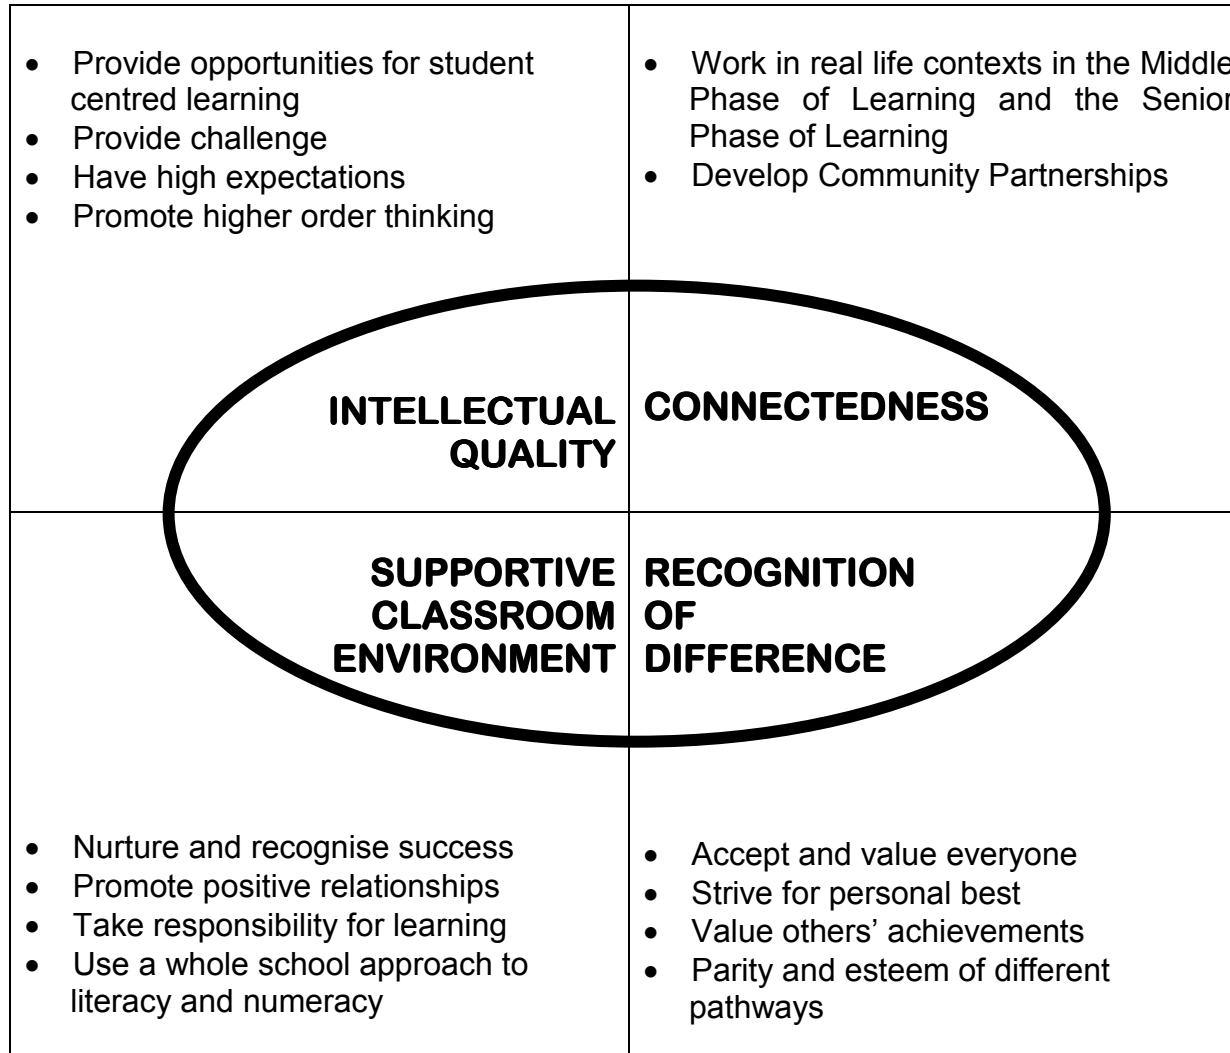 • Provide opportunities for student
centred learning
• Provide challenge
• Have high expectations
• Promote higher order thinking
• Work in real life contexts in the Middle
Phase of Learning and the Senior
Phase of Learning
• Develop Community Partnerships
INTELLECTUAL
QUALITY
CONNECTEDNESS
SUPPORTIVE
CLASSROOM
ENVIRONMENT
RECOGNITION
OF
DIFFERENCE
• Nurture and recognise success
• Promote positive relationships
• Take responsibility for learning
• Use a whole school approach to
literacy and numeracy
• Accept and value everyone
• Strive for personal best
• Value others’ achievements
• Parity and esteem of different
pathways